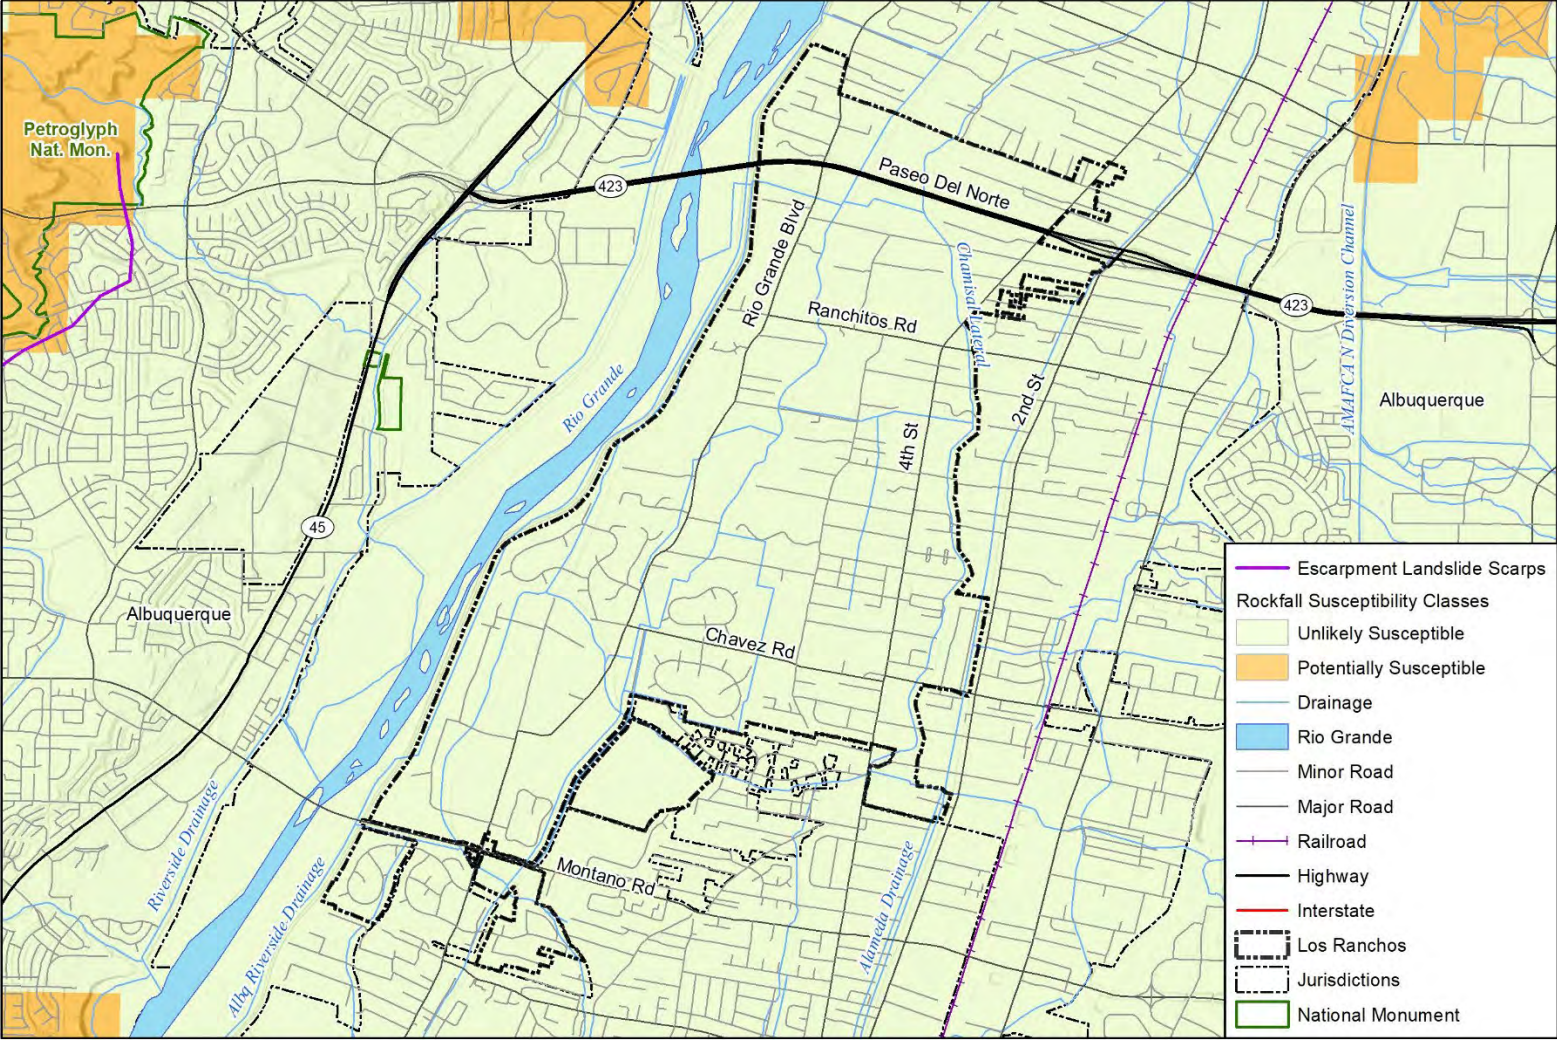 Petroglyph
Nat. Mon.
423
Paseo Del Norte
Rio Grande Blvd
Chamisal Lateral
Ranchitos Rd
423
AMAFCA N Diversion Channel
Rio Grande
2nd St
4th St
Albuquerque
45
Albuquerque
Chavez Rd
Riverside Drainage
Albq Riverside Drainage
Montano Rd
Alameda Drainage
Escarpment Landslide Scarps
Rockfall Susceptibility Classes
Unlikely Susceptible
Potentially Susceptible
Drainage
Rio Grande
Minor Road
Major Road
Railroad
Highway
Interstate
Los Ranchos
Jurisdictions
National Monument